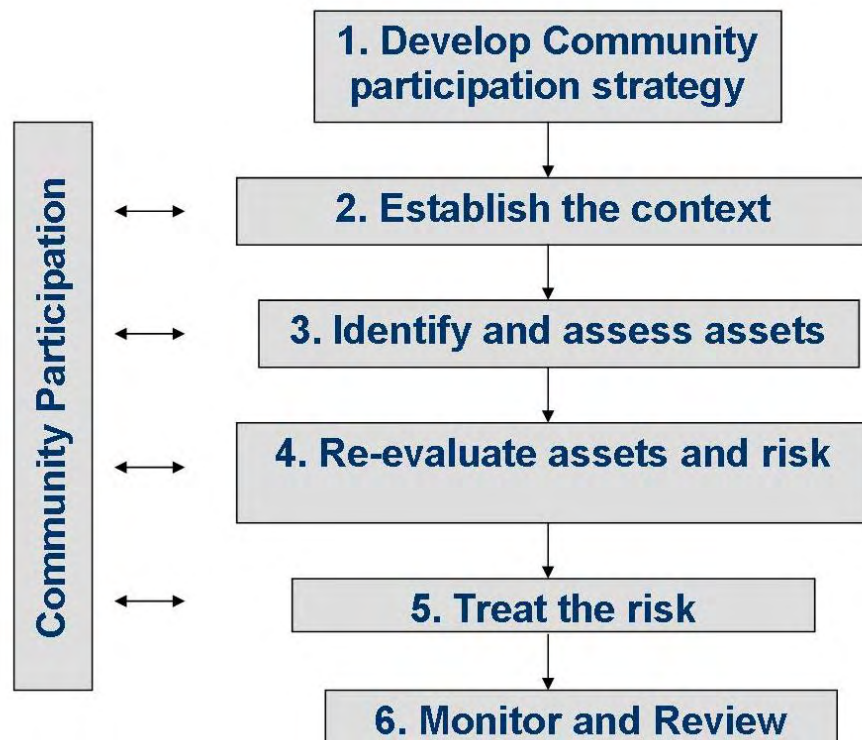 1. Develop Community
participation strategy
Community Participation
2. Establish the context
3. Identify and assess assets
4. Re-evaluate assets and risk
5. Treat the risk
6. Monitor and Review